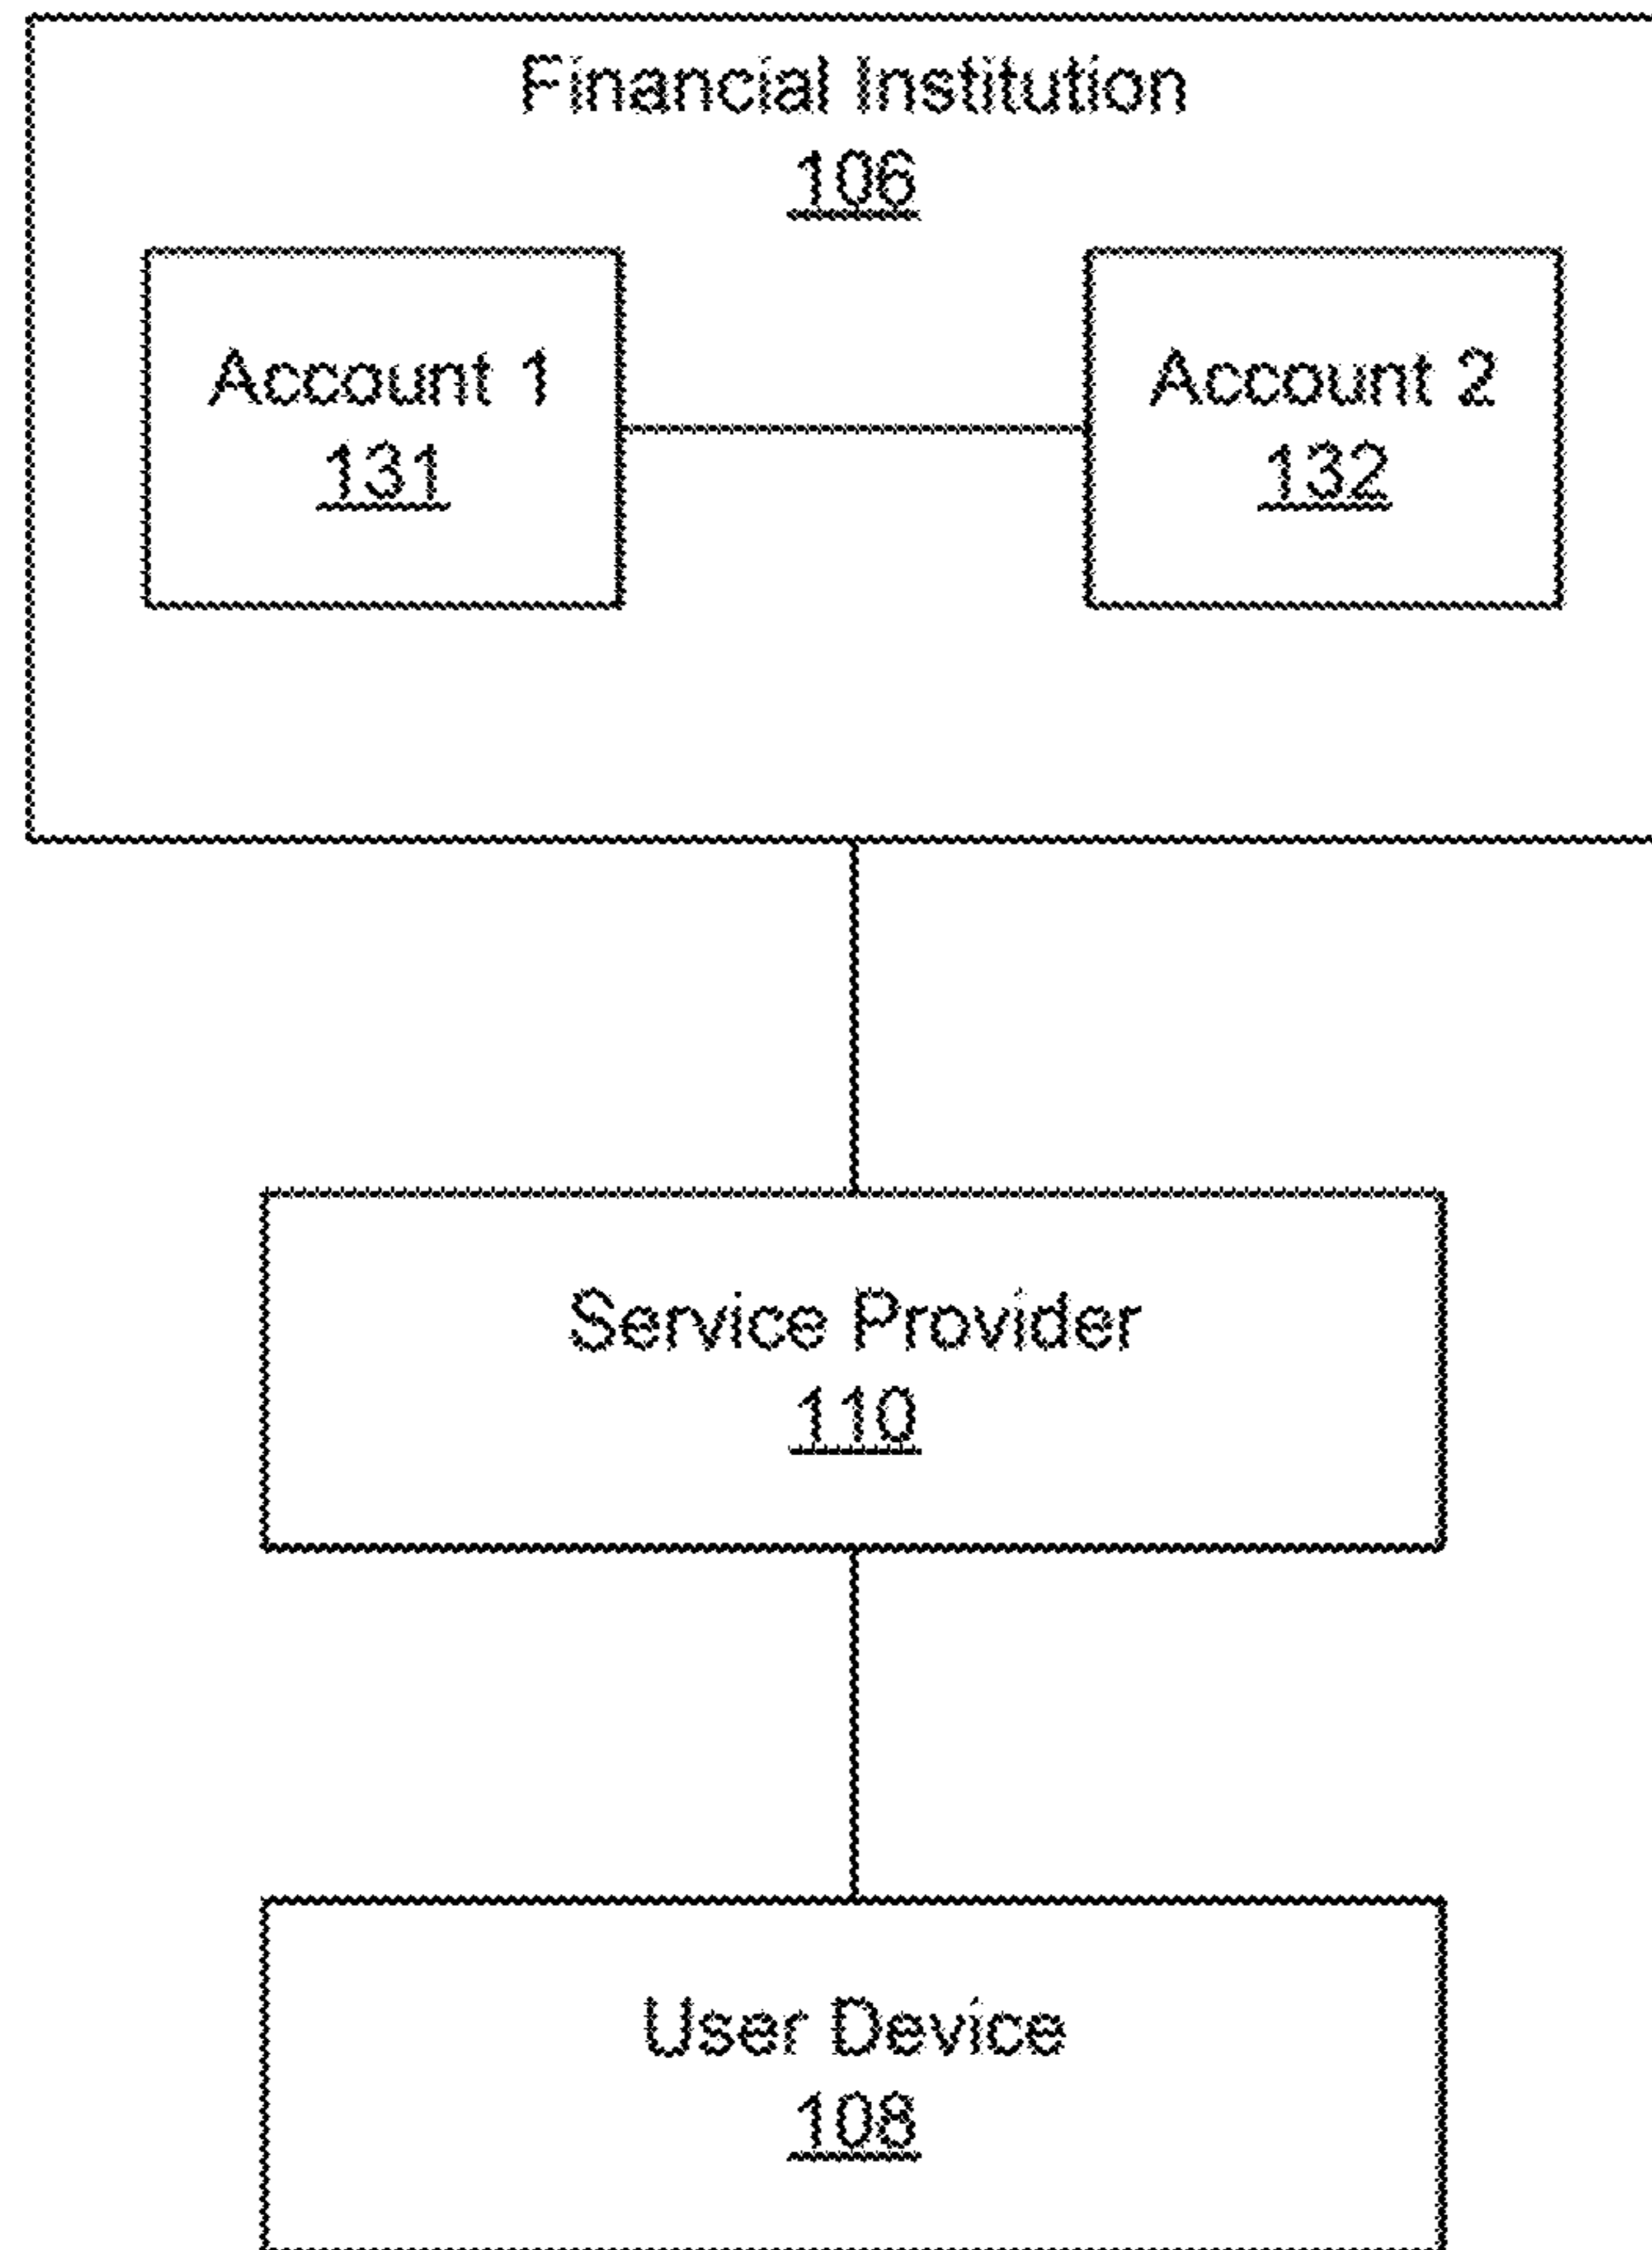 Financial Institution
106
Account 1
131
Account 2
132
Service Provider
110
User Device
108